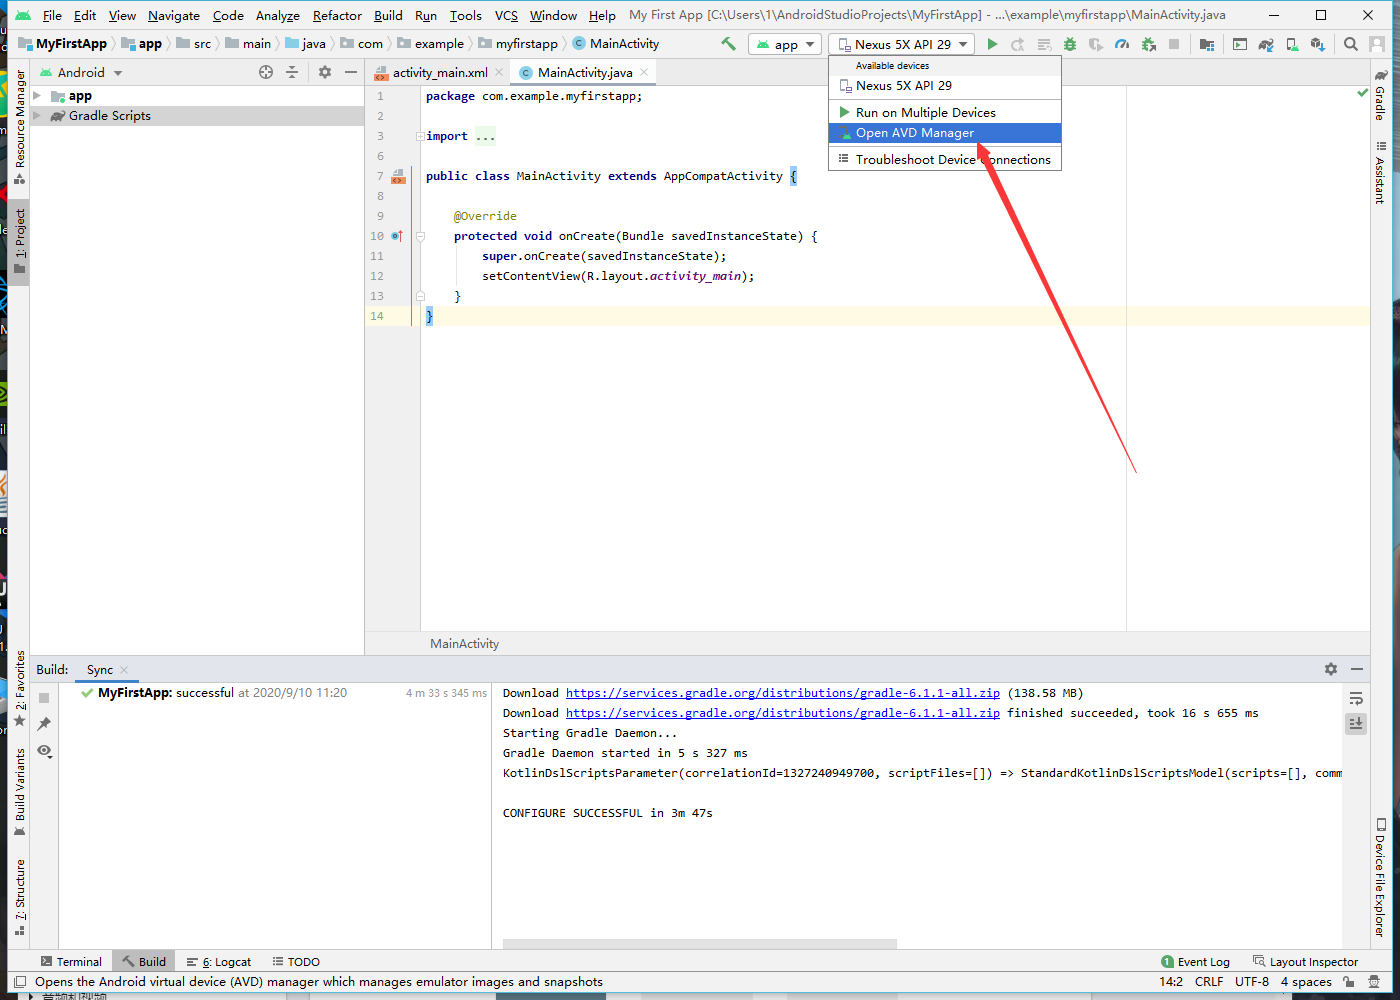 File Edit View Navigate Code Analyze Refactor Build Run Tools VCS Window Help My First App [C:\Users\1\AndroidStudioProjects\MyFirstApp] - ...\example\myfirstapp\MainActivity.java
MyFirstApp app src main java com example myfirstapp MainActivity app Nexus 5X API 29
Available devices
Nexus 5X API 29
Run on Multiple Devices
Open AVD Manager
Troubleshoot Device Connections
Android
app
Gradle Scripts
Resource Manager
1: Project
2: Favorites
Build Variants
7: Structure
activity_main.xml MainActivity.java
1 package com.example.myfirstapp;
2
3 import ...
6
7 public class MainActivity extends AppCompatActivity {
8
9 @Override
10 protected void onCreate(Bundle savedInstanceState) {
11 super.onCreate(savedInstanceState);
12 setContentView(R.layout.activity_main);
13 }
14 }
MainActivity
Gradle
Assistant
Device File Explorer
Build: Sync
MyFirstApp: successful at 2020/9/10 11:20 4 m 33 s 345 ms
Download https://services.gradle.org/distributions/gradle-6.1.1-all.zip (138.58 MB)
Download https://services.gradle.org/distributions/gradle-6.1.1-all.zip finished succeeded, took 16 s 655 ms
Starting Gradle Daemon...
Gradle Daemon started in 5 s 327 ms
KotlinDslScriptsParameter(correlationId=1327240949700, scriptFiles=[]) => StandardKotlinDslScriptsModel(scripts=[], comm
CONFIGURE SUCCESSFUL in 3m 47s
Terminal Build 6: Logcat TODO 1 Event Log Layout Inspector
Opens the Android virtual device (AVD) manager which manages emulator images and snapshots 14:2 CRLF UTF-8 4 spaces